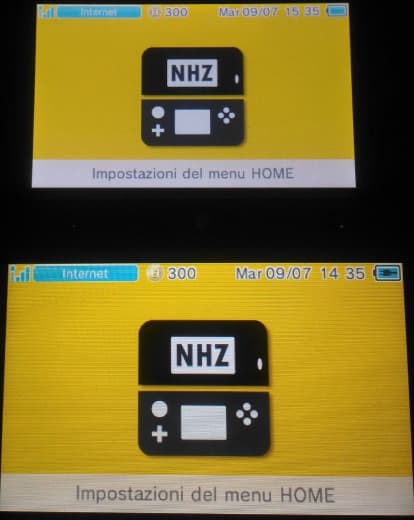 Internet 300 Mar 09/07 15 35
NHZ
Impostazioni del menu HOME
Internet 300 Mar 09/07 14 35
NHZ
Impostazioni del menu HOME